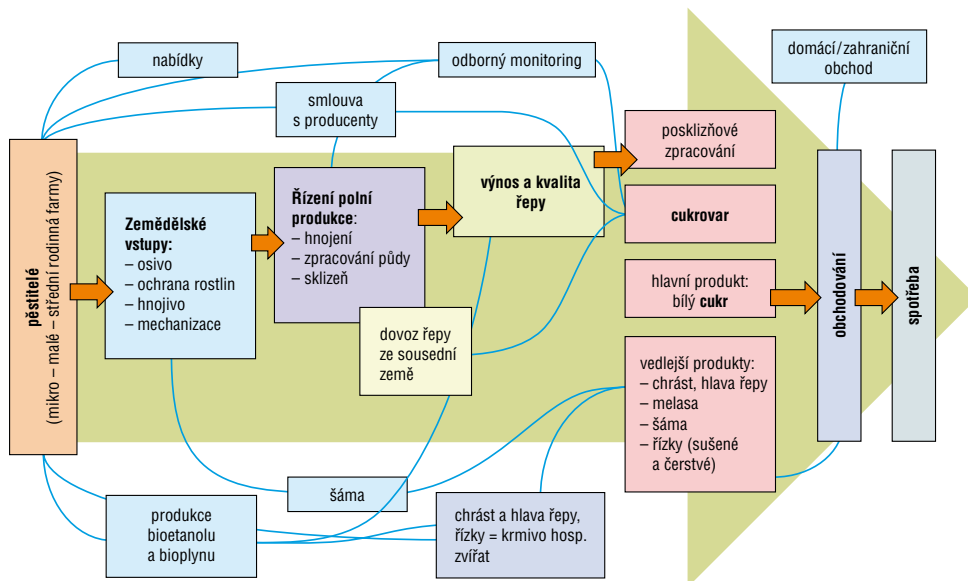 nabídky
odborný monitoring
domácí/zahraniční
obchod
smlouva
s producenty
posklizňové
zpracování
pěstitelé
(mikro – malé – střední rodinná farmy)
Zemědělské
vstupy:
– osivo
– ochrana rostlin
– hnojivo
– mechanizace
Řízení polní
produkce:
– hnojení
– zpracování půdy
– sklizeň
výnos a kvalita
řepy
cukrovar
hlavní produkt:
bílý cukr
obchodování
spotřeba
dovoz řepy
ze sousední
země
vedlejší produkty:
– chrást, hlava řepy
– melasa
– šáma
– řízky (sušené
a čerstvé)
šáma
produkce
bioetanolu
a bioplynu
chrást a hlava řepy,
řízky = krmivo hosp.
zvířat